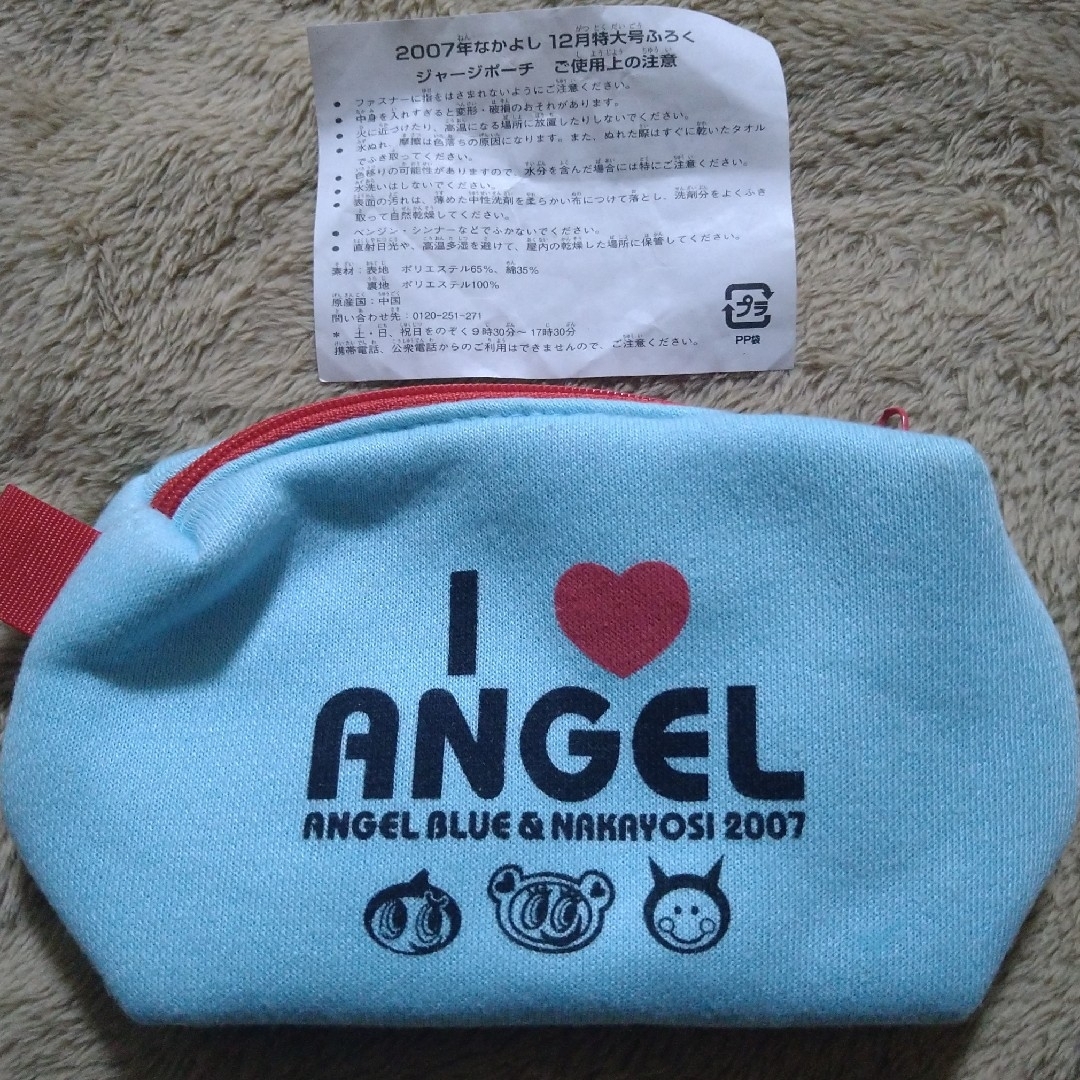 2007年なかよし 12月特大号ふろく
ジャージポーチ ご使用上の注意
● ファスナーに指をはさまれないようにご注意ください。
● 中身を入れすぎると変形・破損のおそれがあります。
● 火に近づけたり、高温になる場所に放置したりしないでください。
● 水ぬれ、摩擦は色落ちの原因になります。また、ぬれた際はすぐに乾いたタオル
でふき取ってください。
● 色移りの可能性がありますので、水分を含んだ場合には特にご注意ください。
● 水洗いはしないでください。
● 表面の汚れは、薄めた中性洗剤を柔らかい布につけて落とし、洗剤分をよくふき
取って自然乾燥してください。
● ベンジン・シンナーなどでふかないでください。
● 直射日光や、高温多湿を避けて、屋内の乾燥した場所に保管してください。
素材：表地 ポリエステル65％、綿35％
裏地 ポリエステル100％
原産国：中国
問い合わせ先：0120-251-271
* 土・日、祝日をのぞく9時30分〜17時30分
携帯電話、公衆電話からのご利用はできませんので、ご注意ください。
プラ
PP袋
I ♥
ANGEL
ANGEL BLUE & NAKAYOSI 2007